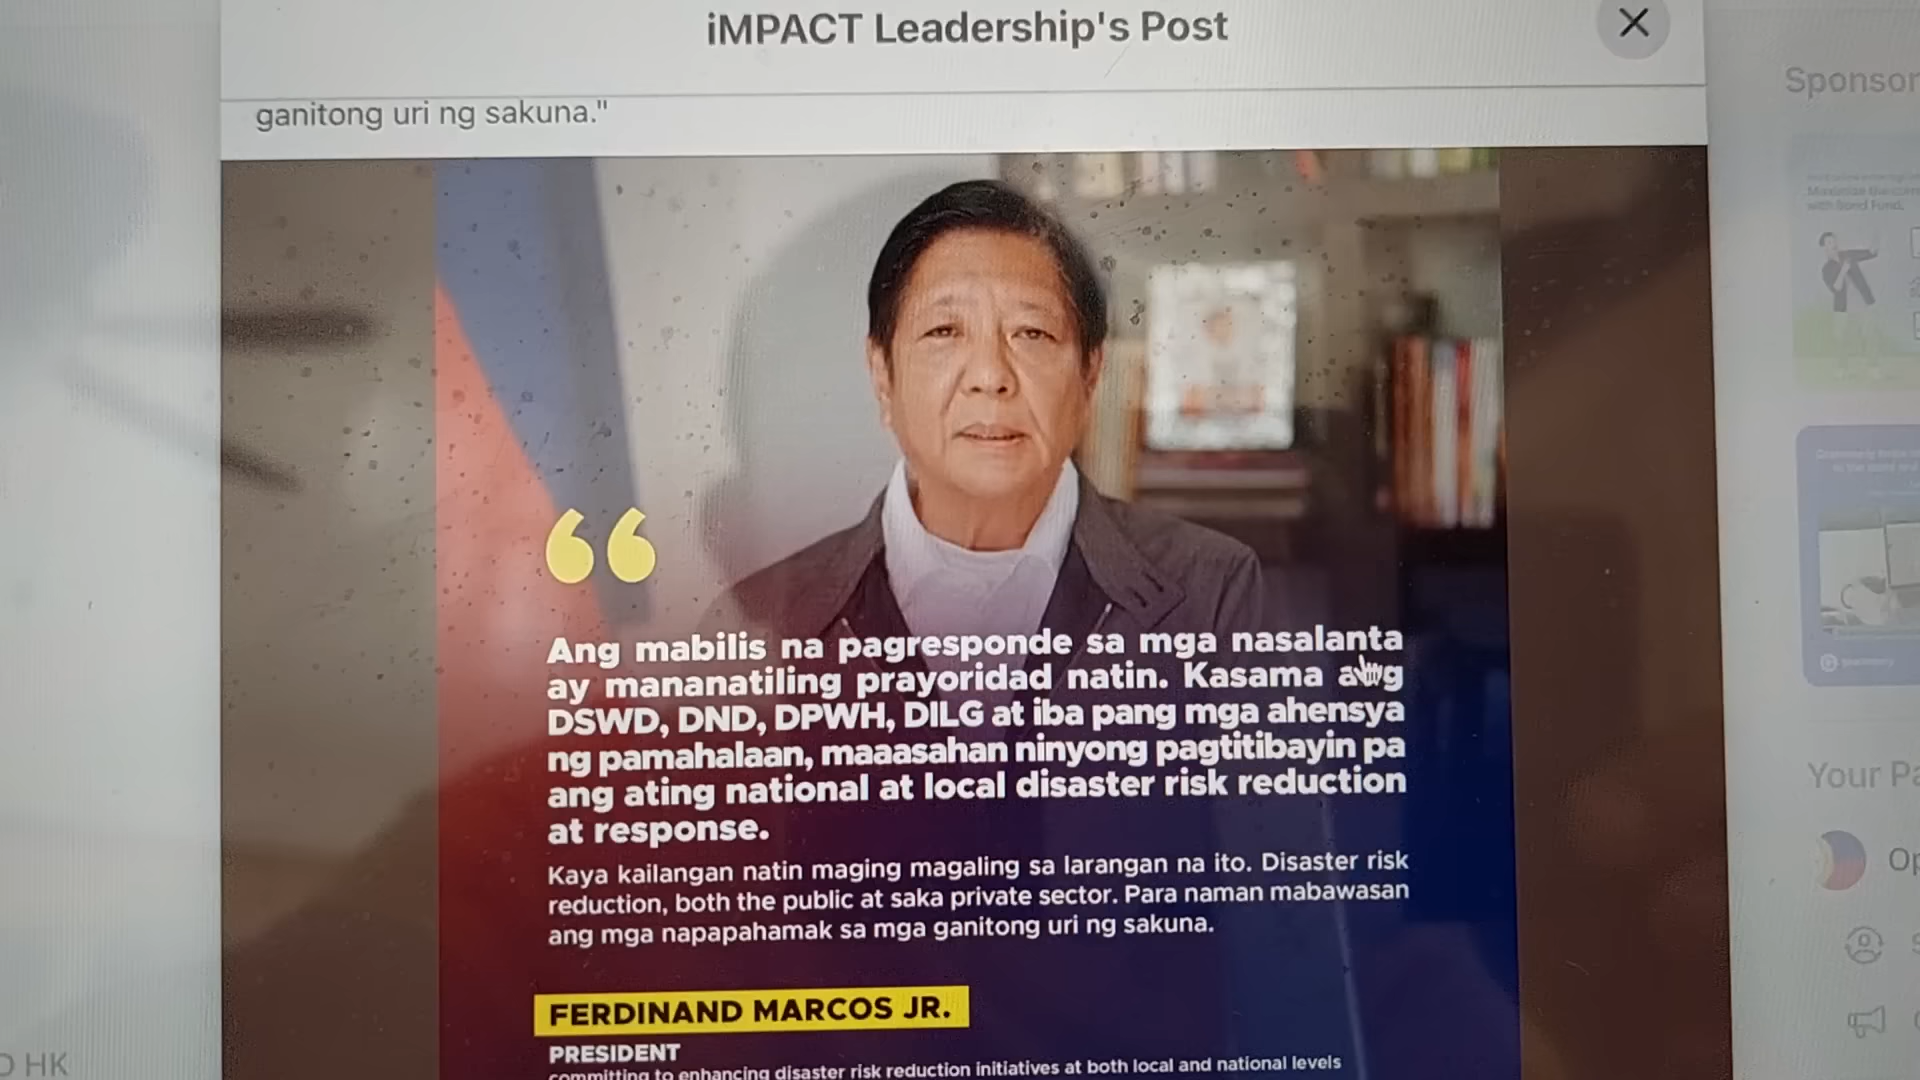 iMPACT Leadership's Post
ganitong uri ng sakuna."
Ang mabilis na pagresponde sa mga nasalanta
ay mananatiling prayoridad natin. Kasama ang
DSWD, DND, DPWH, DILG at iba pang mga ahensya
ng pamahalaan, maaasahan ninyong pagtitibayin pa
ang ating national at local disaster risk reduction
at response.
Kaya kailangan natin maging magaling sa larangan na ito. Disaster risk
reduction, both the public at saka private sector. Para naman mabawasan
ang mga napapahamak sa mga ganitong uri ng sakuna.
FERDINAND MARCOS JR.
PRESIDENT
committing to enhancing disaster risk reduction initiatives at both local and national levels
HK
Your